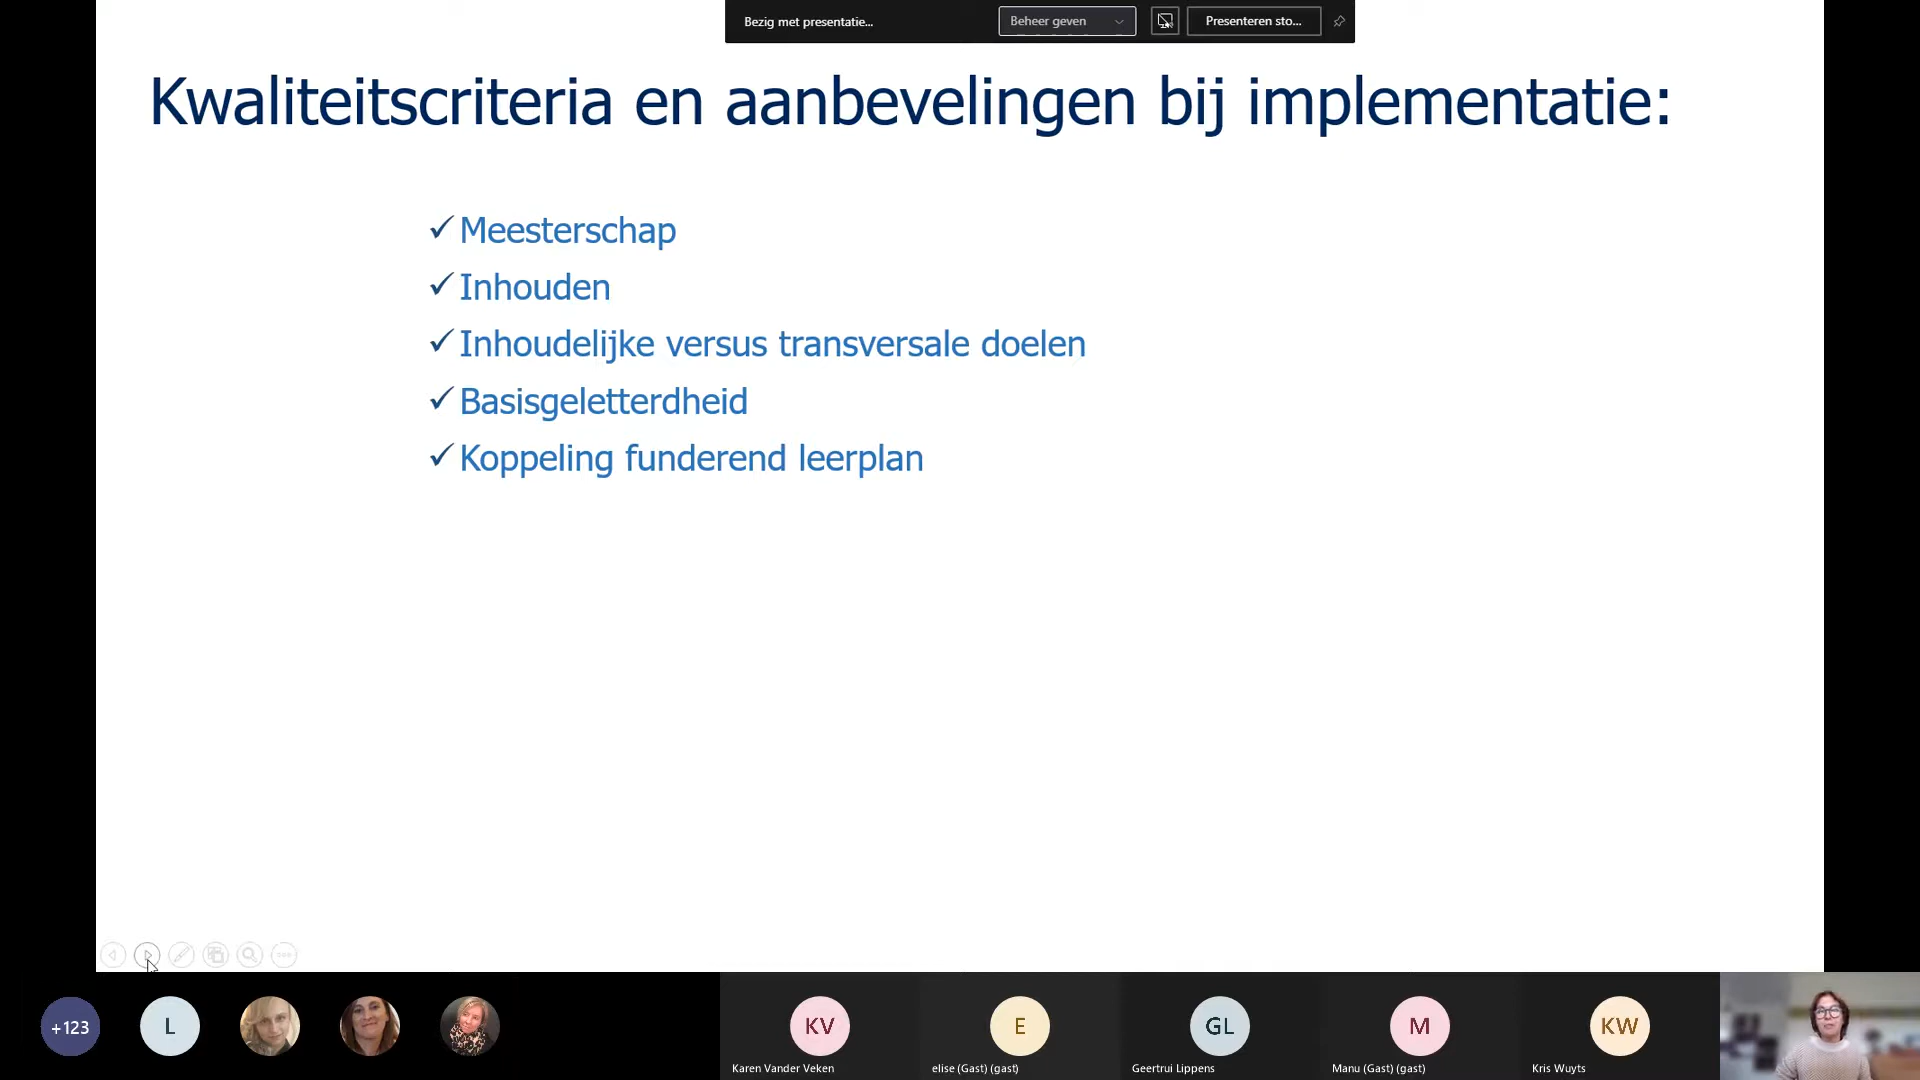 Bezig met presentatie...
Beheer geven
Presenteren sto...
Kwaliteitscriteria en aanbevelingen bij implementatie:
✓ Meesterschap
✓ Inhouden
✓ Inhoudelijke versus transversale doelen
✓ Basisgeletterdheid
✓ Koppeling funderend leerplan
+123
L
KV
E
GL
M
KW
Karen Vander Veken
elise (Gast) (gast)
Geertrui Lippens
Manu (Gast) (gast)
Kris Wuyts